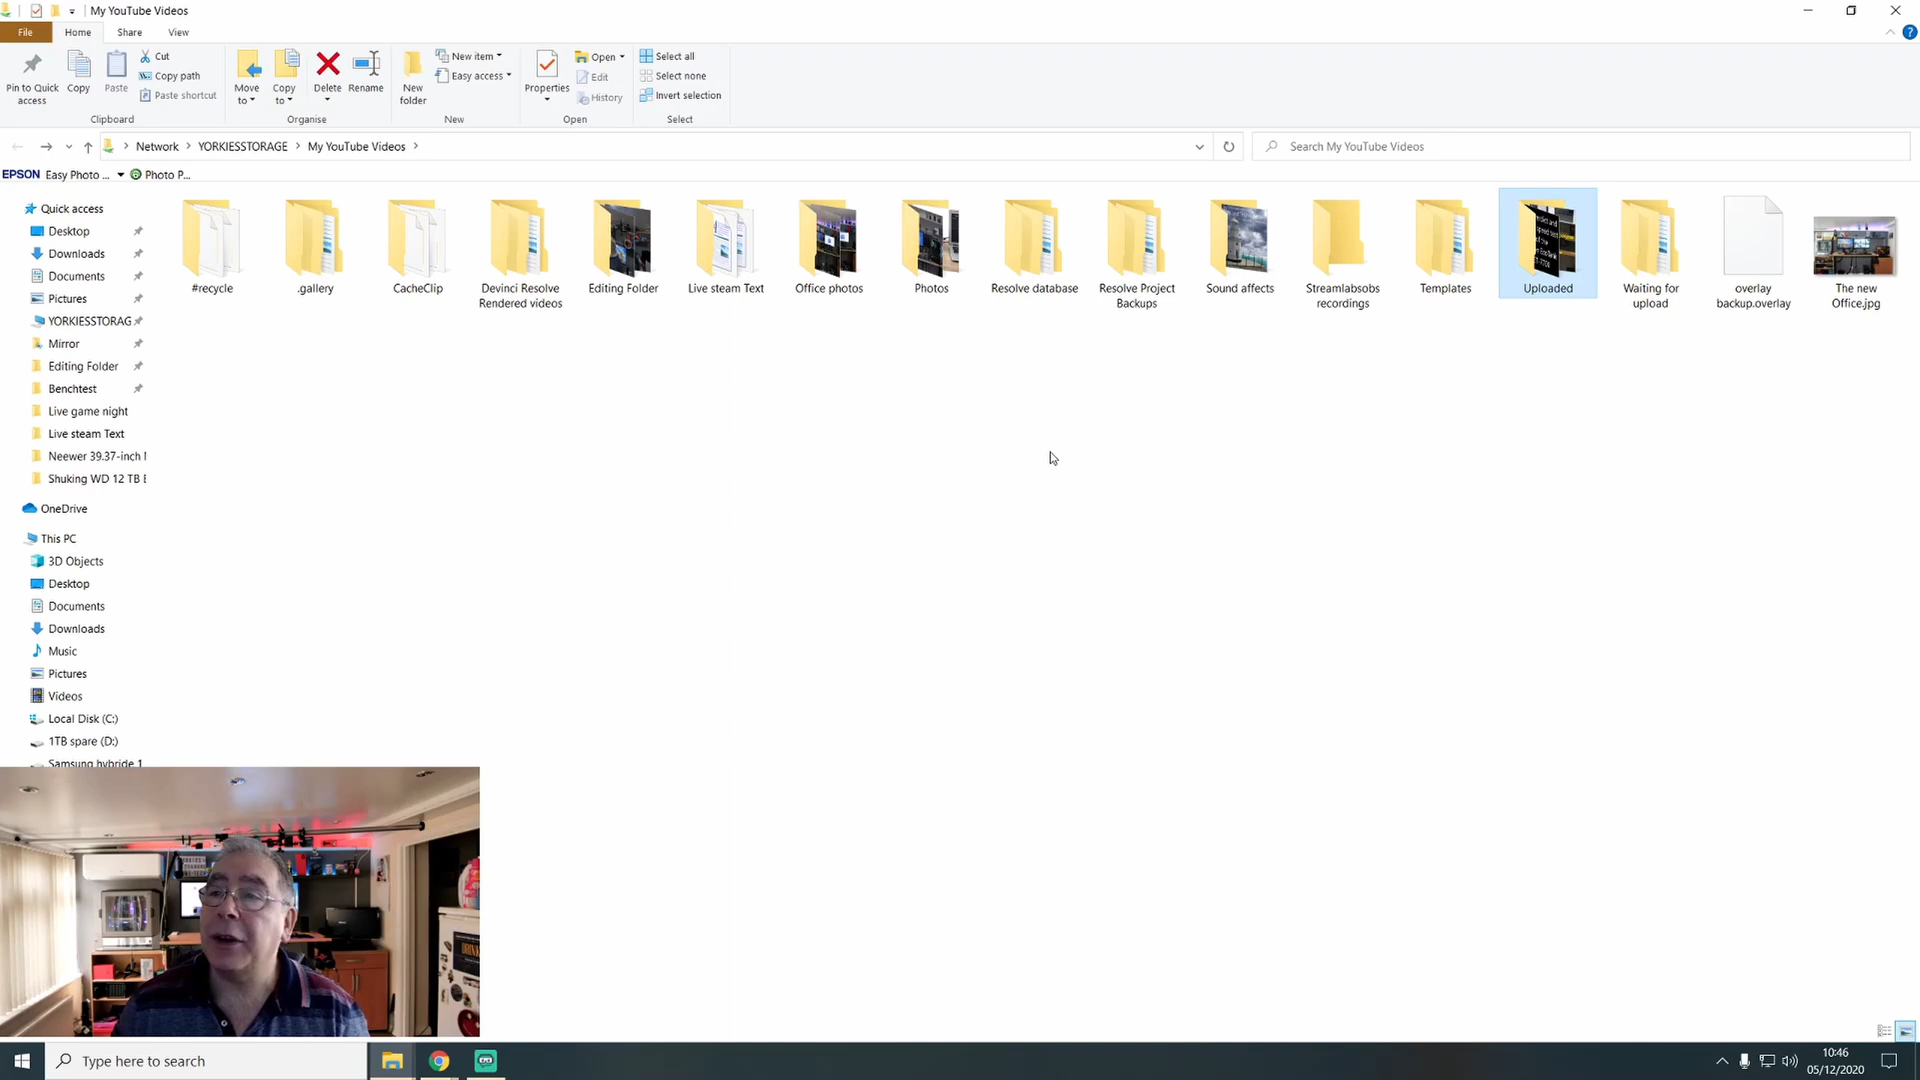 My YouTube Videos
File
Home
Share
View
Pin to Quick
access
Copy
Paste
Cut
Copy path
Paste shortcut
Clipboard
Move
to
Copy
to
Delete
Rename
Organise
New
folder
New item
Easy access
New
Properties
Open
Edit
History
Open
Select all
Select none
Invert selection
Select
Network
YORKIESSTORAGE
My YouTube Videos
Search My YouTube Videos
EPSON Easy Photo ...
Photo P...
Quick access
Desktop
Downloads
Documents
Pictures
YORKIESSTORAG
Mirror
Editing Folder
Benchtest
Live game night
Live steam Text
Neewer 39.37-inch
Shuking WD 12 TB E
OneDrive
This PC
3D Objects
Desktop
Documents
Downloads
Music
Pictures
Videos
Local Disk (C:)
1TB spare (D:)
Samsung hybride 1
#recycle
.gallery
CacheClip
Devinci Resolve
Rendered videos
Editing Folder
Live steam Text
Office photos
Photos
Resolve database
Resolve Project
Backups
Sound affects
Streamlabsobs
recordings
Templates
Uploaded
Waiting for
upload
overlay
backup.overlay
The new
Office.jpg
Type here to search
10:46
05/12/2020